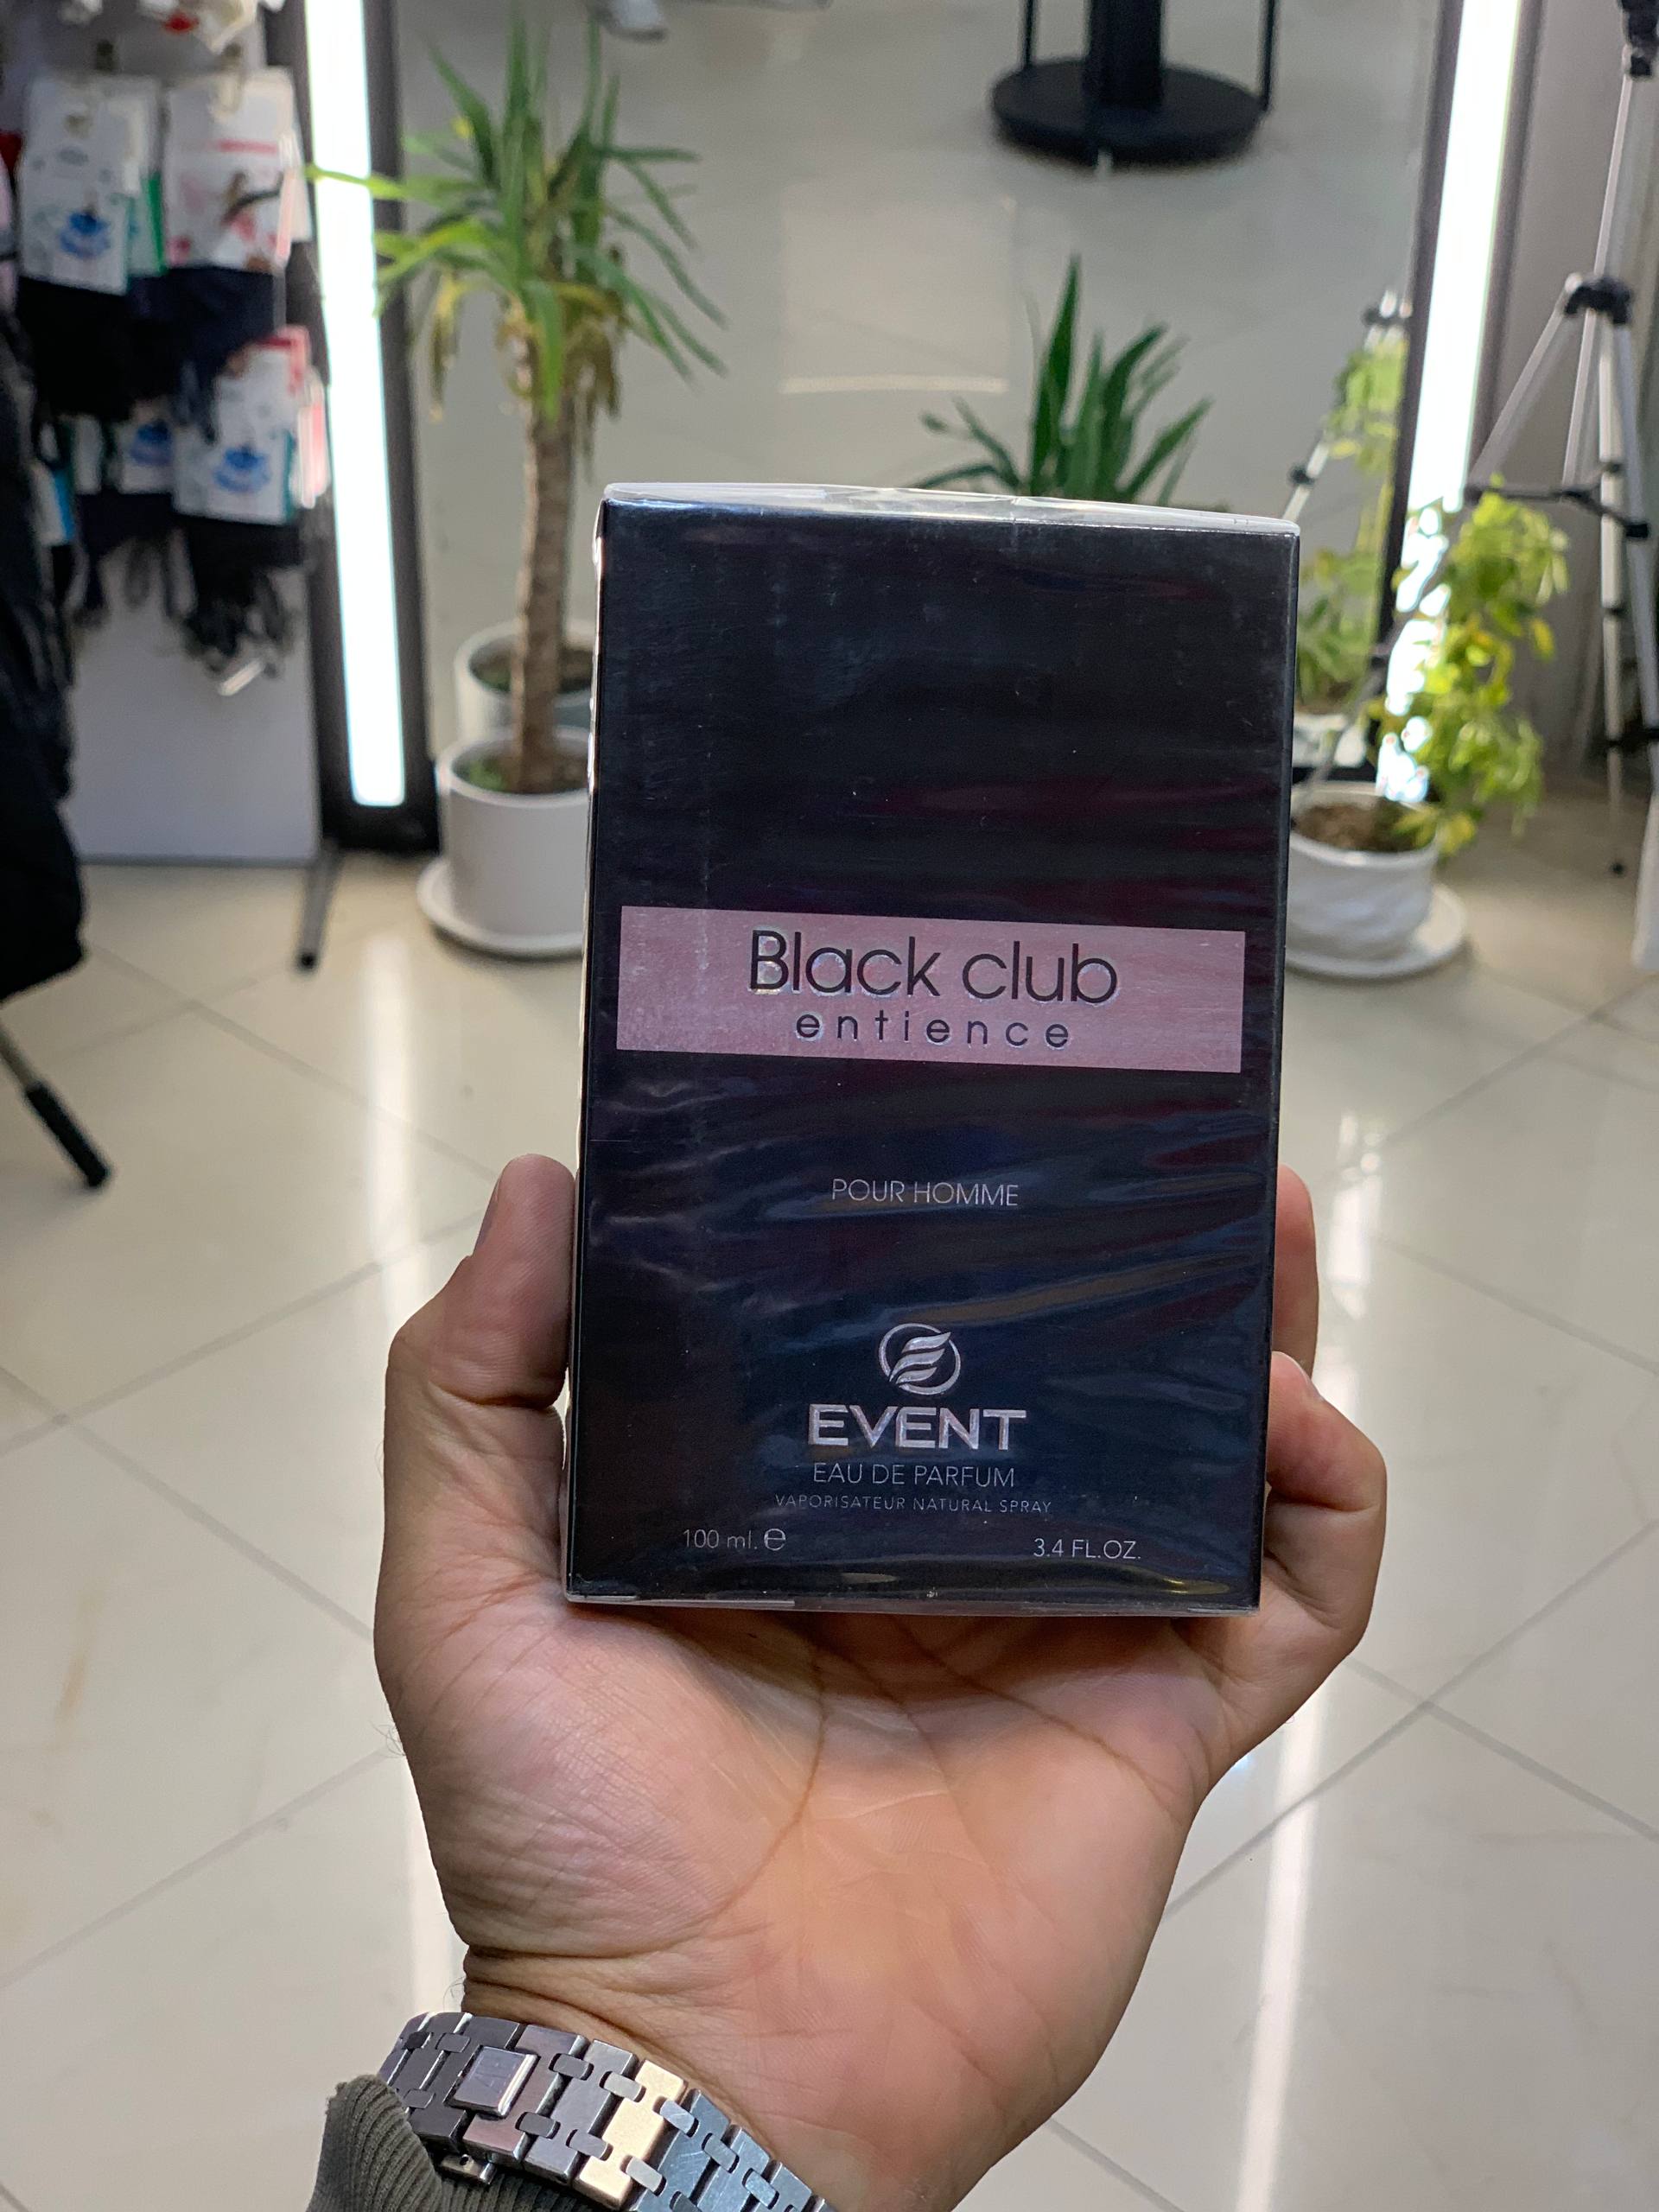 Black club
entience
POUR HOMME
EVENT
EAU DE PARFUM
VAPORISATEUR NATURAL SPRAY
100 ml. ℮
3.4 FL.OZ.